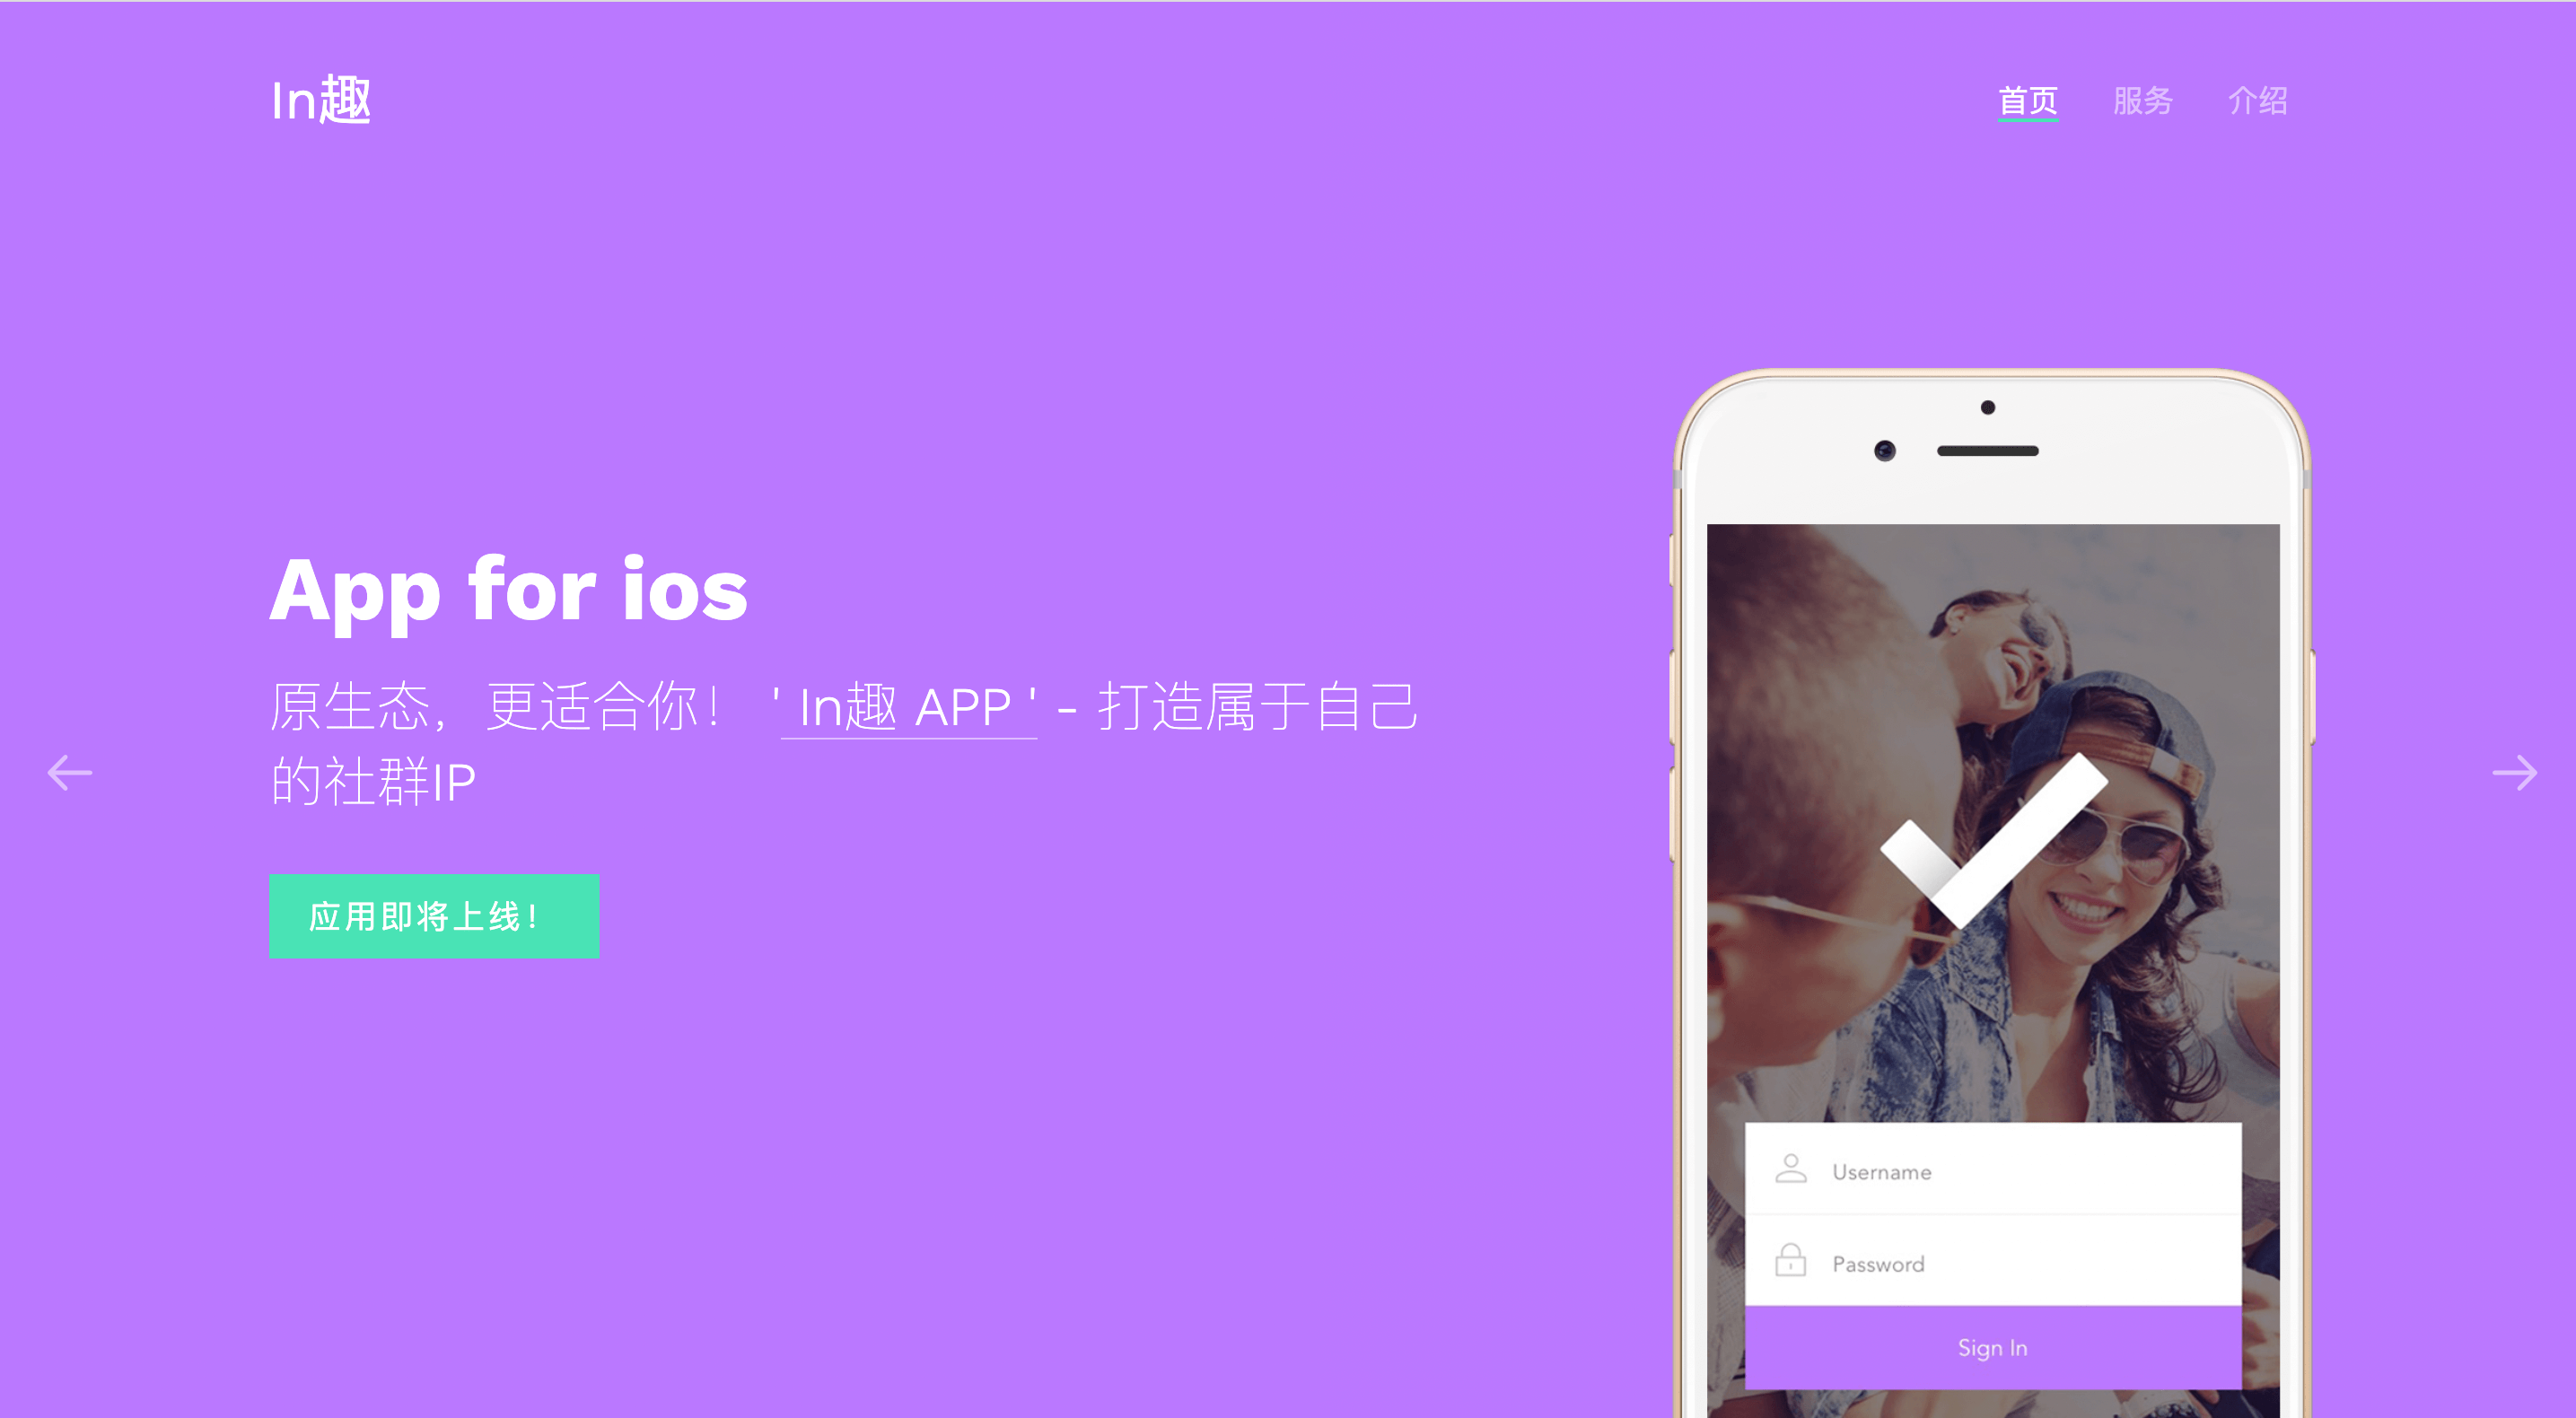 In趣
首页 服务 介绍
App for ios
原生态，更适合你！ ' In趣 APP ' - 打造属于自己
的社群IP
应用即将上线！
Username
Password
Sign In